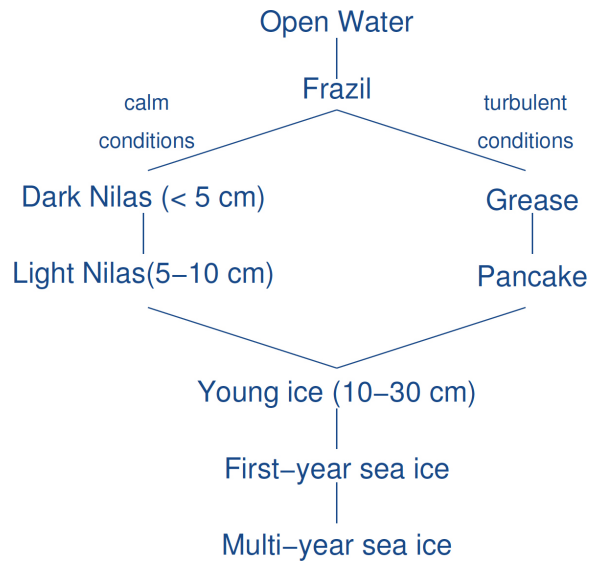 Open Water
Frazil
calm
conditions
turbulent
conditions
Dark Nilas (< 5 cm)
Grease
Light Nilas(5−10 cm)
Pancake
Young ice (10−30 cm)
First−year sea ice
Multi−year sea ice